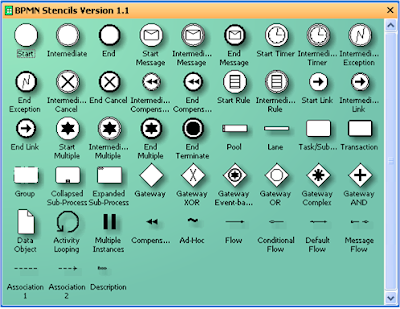 BPMN Stencils Version 1.1
Start
Intermediate
End
Start Message
Intermedi... Message
End Message
Start Timer
Intermedi... Timer
Intermedi... Exception
End Exception
Intermedi... Cancel
End Cancel
Intermedi... Compens...
End Compens...
Start Rule
Intermedi... Rule
Start Link
Intermedi... Link
End Link
Start Multiple
Intermedi... Multiple
End Multiple
End Terminate
Pool
Lane
Task/Sub...
Transaction
Group
Collapsed Sub-Process
Expanded Sub-Process
Gateway
Gateway XOR
Gateway Event-ba...
Gateway OR
Gateway Complex
Gateway AND
Data Object
Activity Looping
Multiple Instances
Compens...
Ad-Hoc
Flow
Conditional Flow
Default Flow
Message Flow
Association 1
Association 2
Description